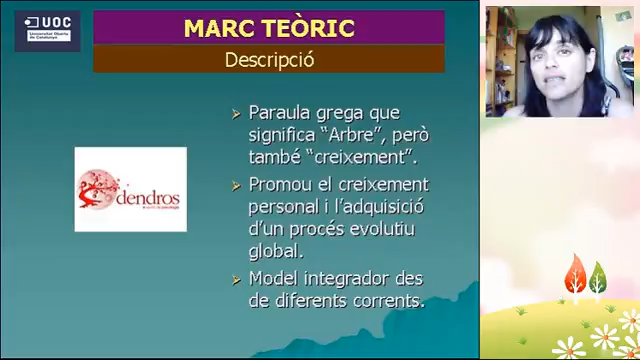 UOC
Universitat Oberta
de Catalunya
MARC TEÒRIC
Descripció
Paraula grega que
significa “Arbre”, però
també “creixement”.
dendros
Promou el creixement
personal i l’adquisició
d’un procés evolutiu
global.
Model integrador des
de diferents corrents.